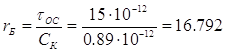 r_Б = τ_ОС / C_К = 15·10^-12 / 0.89·10^-12 = 16.792